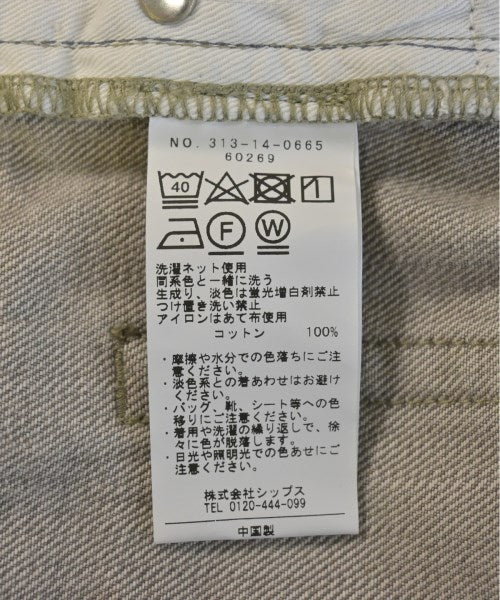 NO. 313-14-0665
60269
40
F W
洗濯ネット使用
同系色と一緒に洗う
生成り、淡色は蛍光増白剤禁止
つけ置き洗い禁止
アイロンはあて布使用
コットン 100%
・摩擦や水分での色落ちにご注
意ください。
・淡色系との着あわせはお避け
ください。
・バッグ、靴、シート等への色
移りにご注意ください。
・着用や洗濯の繰り返しで、徐
々に色が脱落します。
・日光や照明光での色あせにご
注意ください。
株式会社シップス
TEL 0120-444-099
中国製